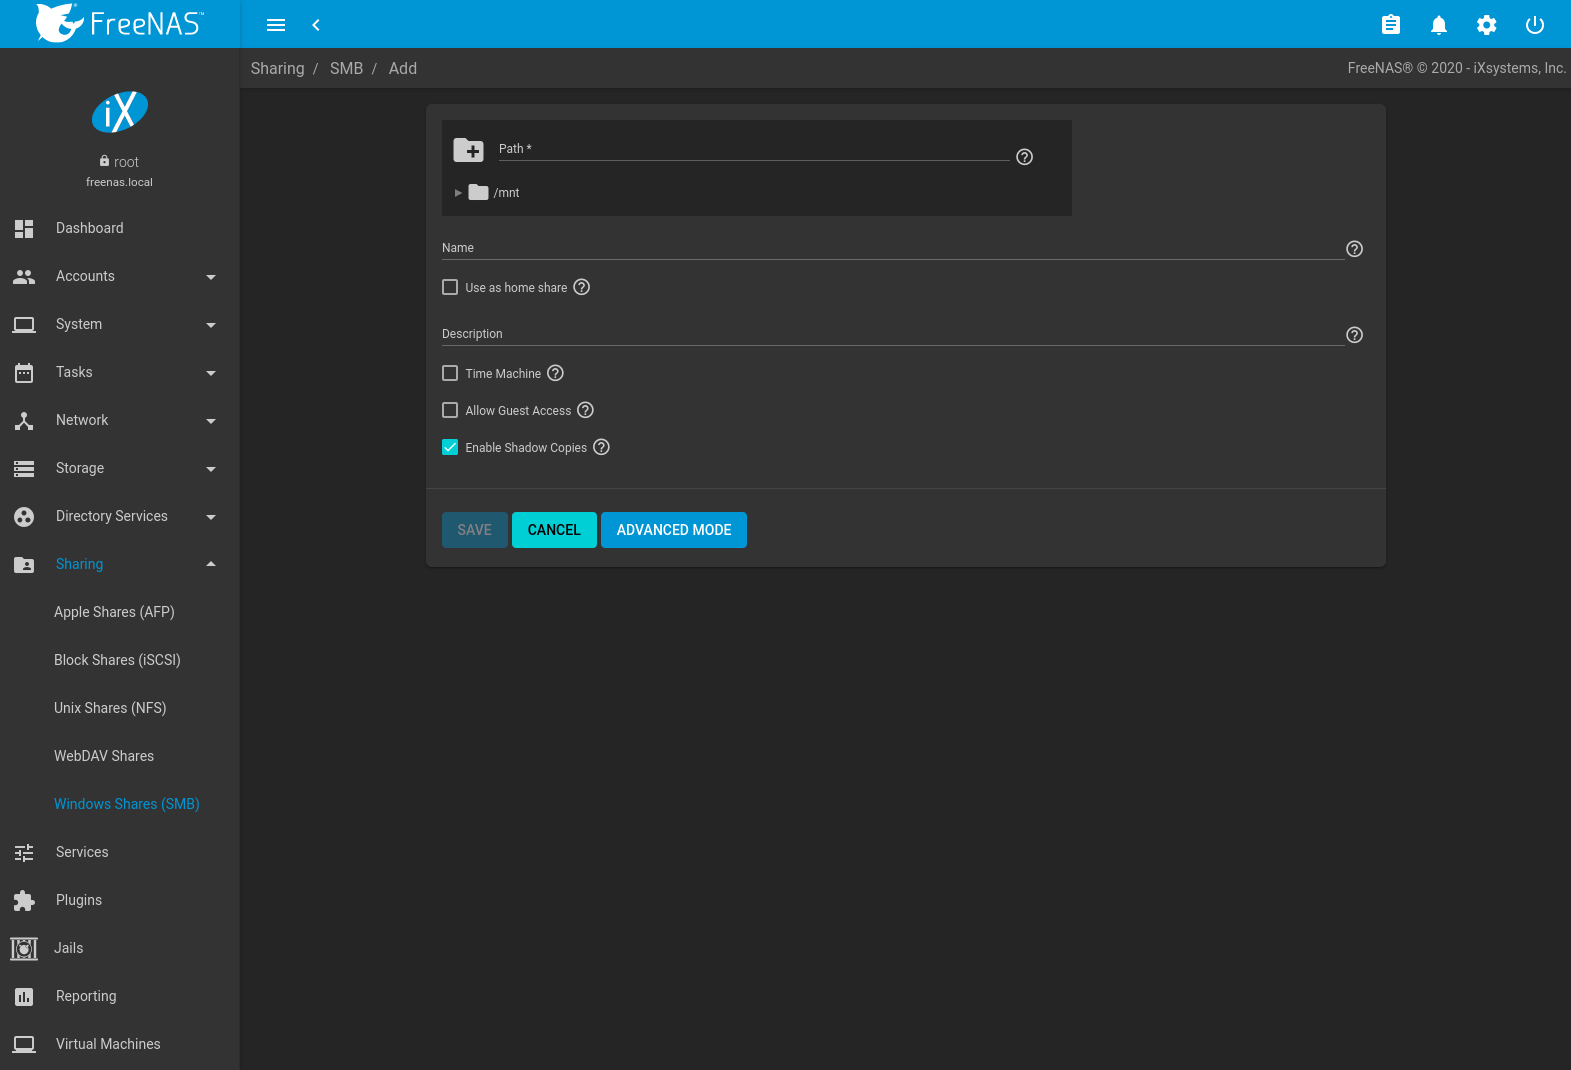 FreeNAS™
Sharing / SMB / Add
FreeNAS® © 2020 - iXsystems, Inc.
iX
root
freenas.local
Dashboard
Accounts
System
Tasks
Network
Storage
Directory Services
Sharing
Apple Shares (AFP)
Block Shares (iSCSI)
Unix Shares (NFS)
WebDAV Shares
Windows Shares (SMB)
Services
Plugins
Jails
Reporting
Virtual Machines
Path *
/mnt
Name
Use as home share
Description
Time Machine
Allow Guest Access
Enable Shadow Copies
SAVE CANCEL ADVANCED MODE